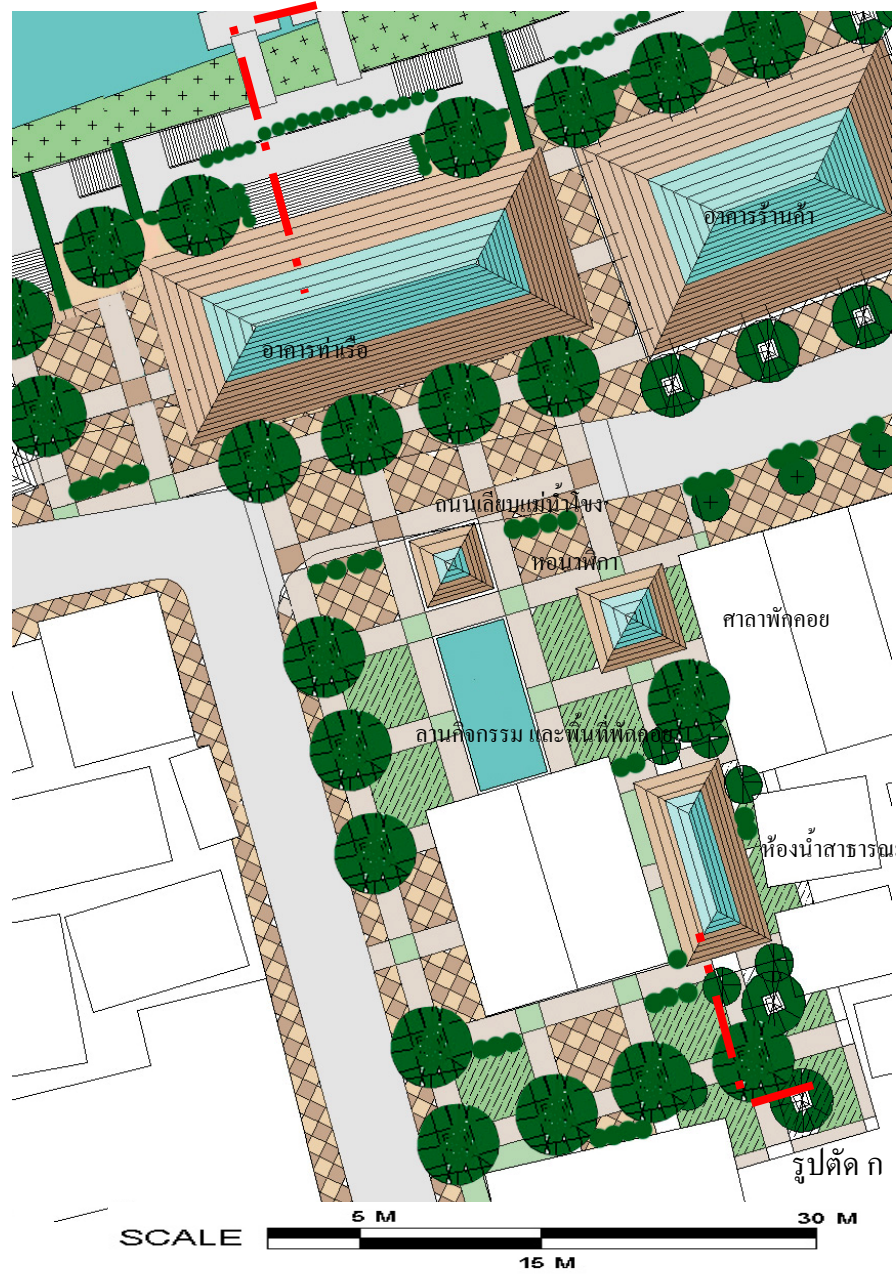 อาคารร้านค้า
อาคารท่าเรือ
ถนนเลียบแม่น้ำโขง
หอนาฬิกา
ศาลาพักคอย
ลานกิจกรรม และพื้นที่พักคอย
ห้องน้ำสาธารณะ
รูปตัด ก
SCALE
5 M
15 M
30 M